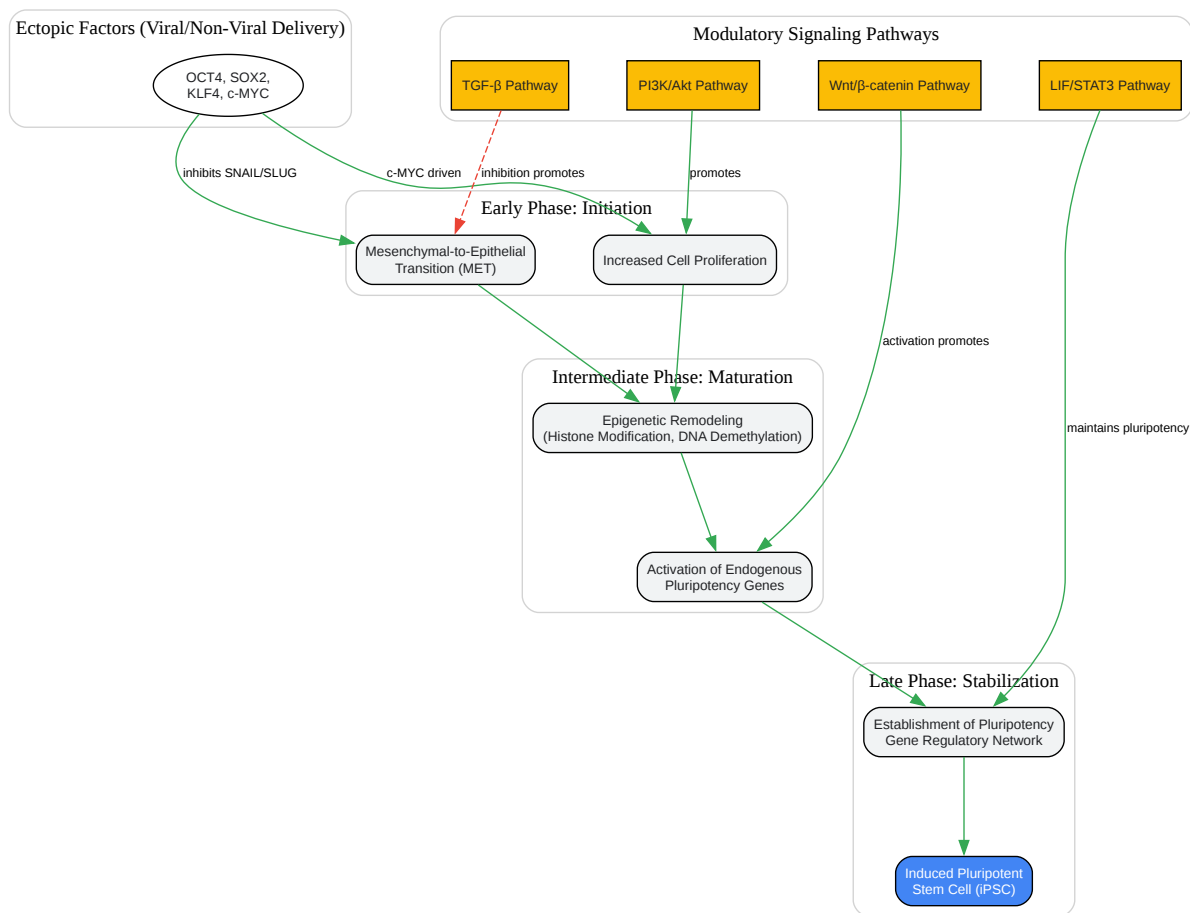 Ectopic Factors (Viral/Non-Viral Delivery)
OCT4, SOX2,
KLF4, c-MYC
Modulatory Signaling Pathways
TGF-β Pathway
PI3K/Akt Pathway
Wnt/β-catenin Pathway
LIF/STAT3 Pathway
inhibits SNAIL/SLUG
c-MYC driven
inhibition promotes
promotes
Early Phase: Initiation
Mesenchymal-to-Epithelial
Transition (MET)
Increased Cell Proliferation
activation promotes
Intermediate Phase: Maturation
Epigenetic Remodeling
(Histone Modification, DNA Demethylation)
maintains pluripotency
Activation of Endogenous
Pluripotency Genes
Late Phase: Stabilization
Establishment of Pluripotency
Gene Regulatory Network
Induced Pluripotent
Stem Cell (iPSC)